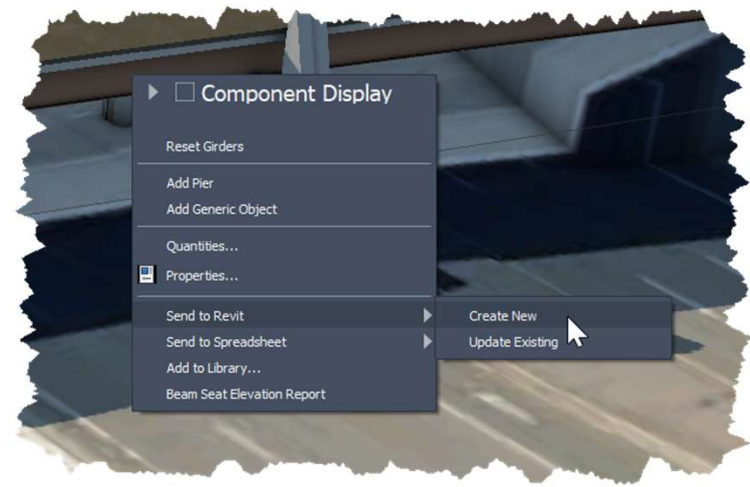 Component Display
Reset Girders
Add Pier
Add Generic Object
Quantities...
Properties...
Send to Revit
Create New
Send to Spreadsheet
Update Existing
Add to Library...
Beam Seat Elevation Report